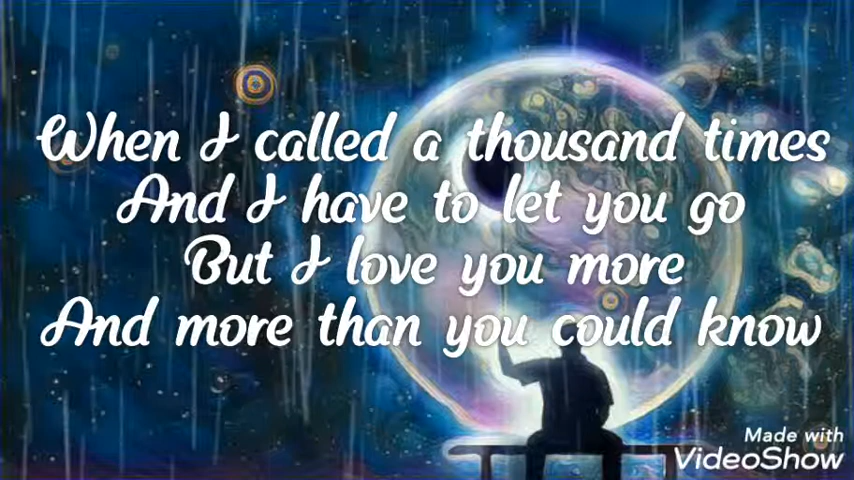 When I called a thousand times
And I have to let you go
But I love you more
And more than you could know
Made with
VideoShow